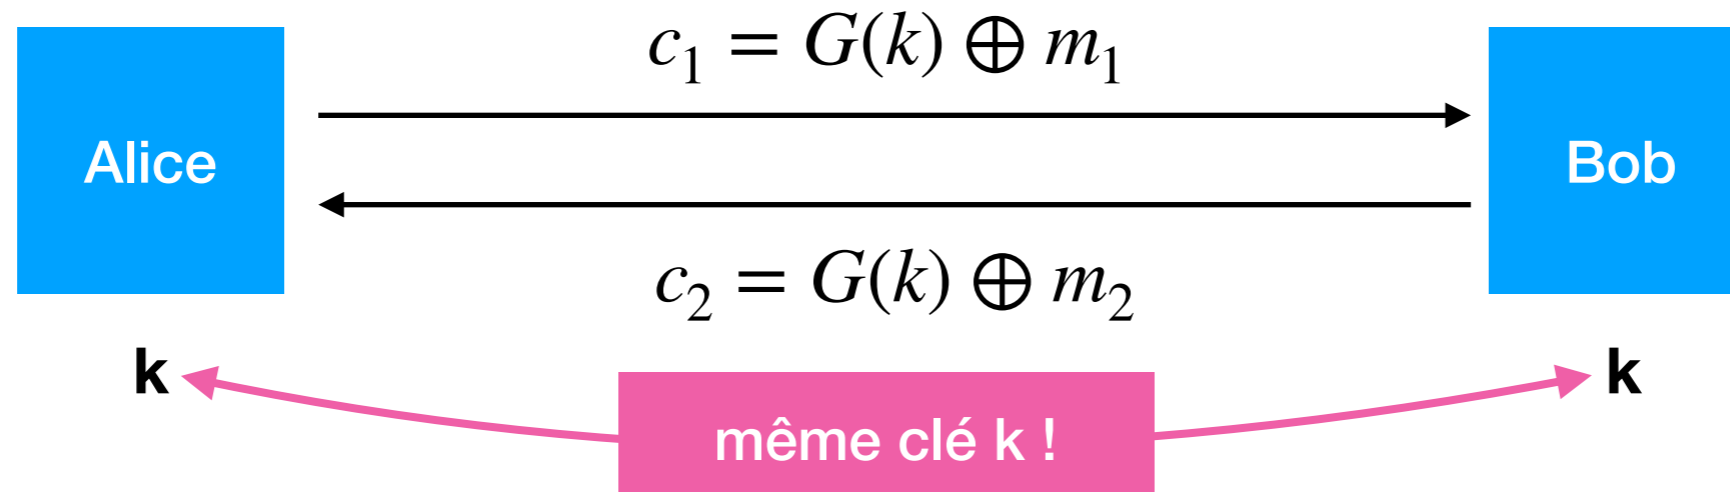 c₁ = G(k) ⊕ m₁
Alice
Bob
c₂ = G(k) ⊕ m₂
k
k
même clé k !